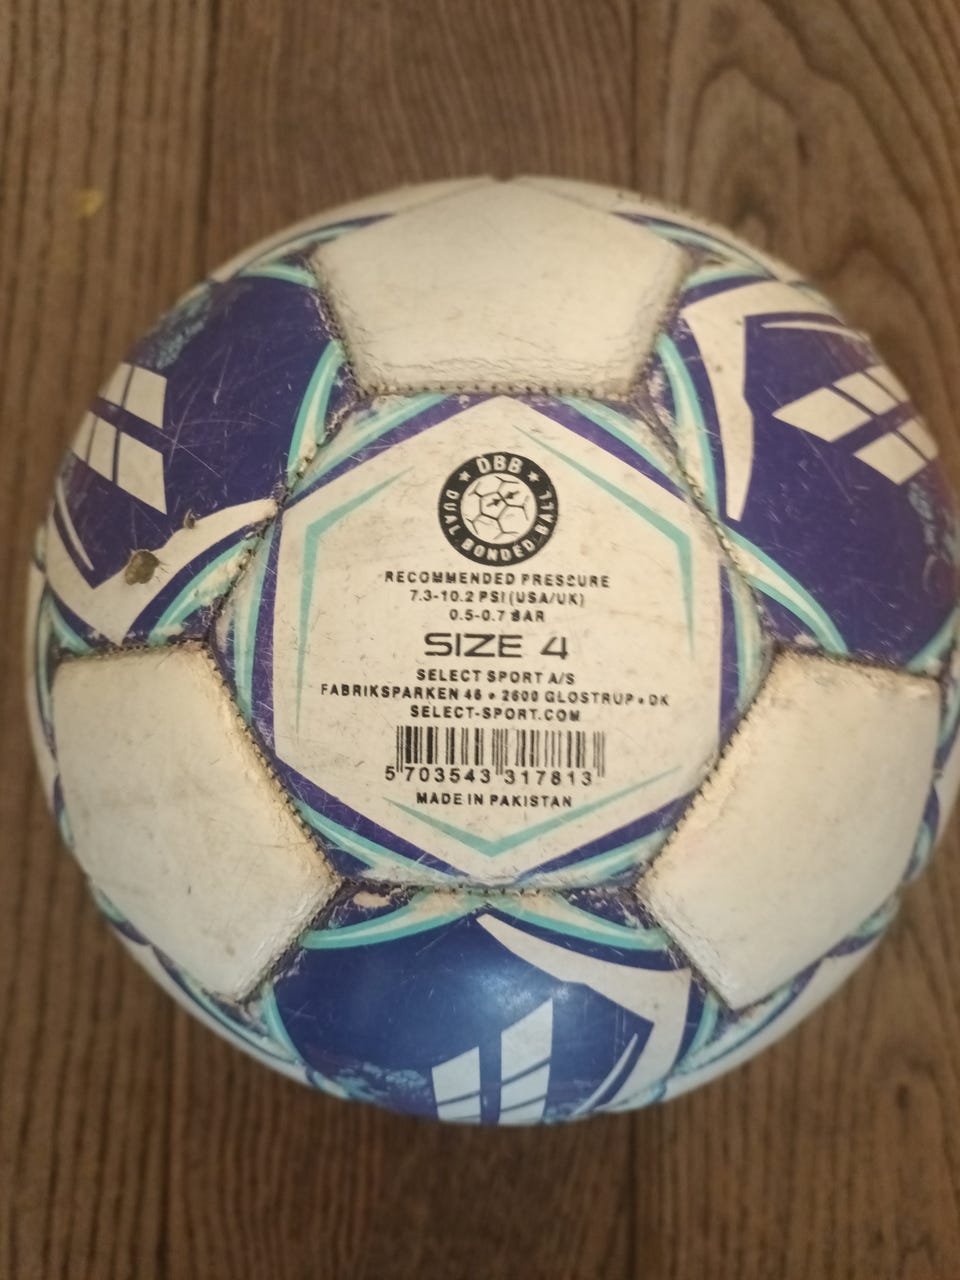 DBB
DUAL BONDED BALL
RECOMMENDED PRESSURE
7.3-10.2 PSI (USA/UK)
0.5-0.7 BAR
SIZE 4
SELECT SPORT A/S
FABRIKSPARKEN 46 • 2600 GLOSTRUP • DK
SELECT-SPORT.COM
5 703543 317813
MADE IN PAKISTAN